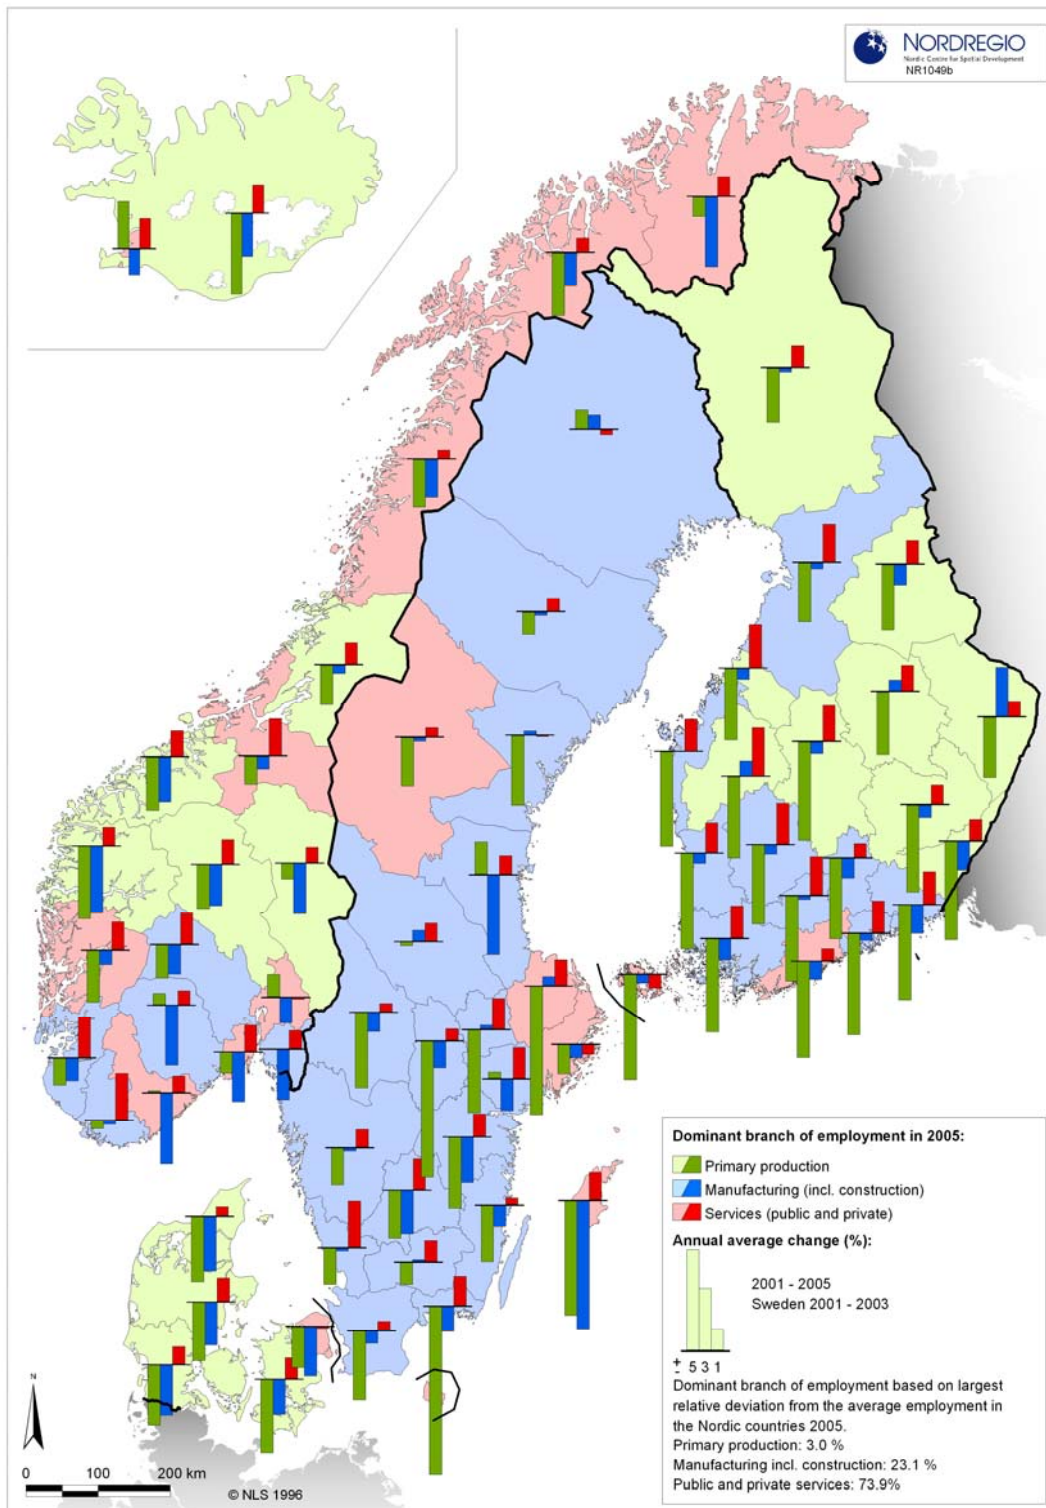 NORDREGIO
Nordic Centre for Spatial Development
NR1049b
Dominant branch of employment in 2005:
Primary production
Manufacturing (incl. construction)
Services (public and private)
Annual average change (%):
2001 - 2005
Sweden 2001 - 2003
+
- 5 3 1
Dominant branch of employment based on largest
relative deviation from the average employment in
the Nordic countries 2005.
Primary production: 3.0 %
Manufacturing incl. construction: 23.1 %
Public and private services: 73.9%
N
0 100 200 km
© NLS 1996